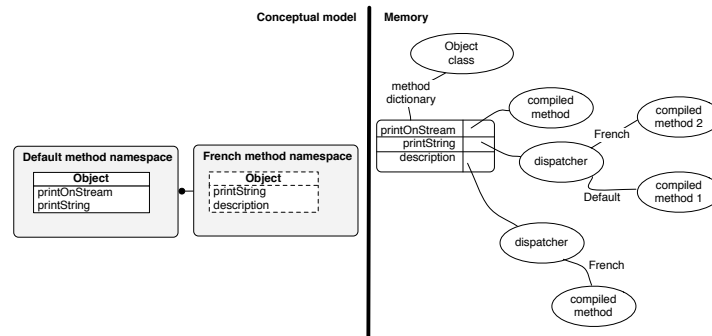 Conceptual model
Default method namespace
Object
printOnStream
printString
French method namespace
Object
printString
description
Memory
Object
class
method
dictionary
printOnStream
printString
description
compiled
method
dispatcher
French
compiled
method 2
Default
compiled
method 1
dispatcher
French
compiled
method